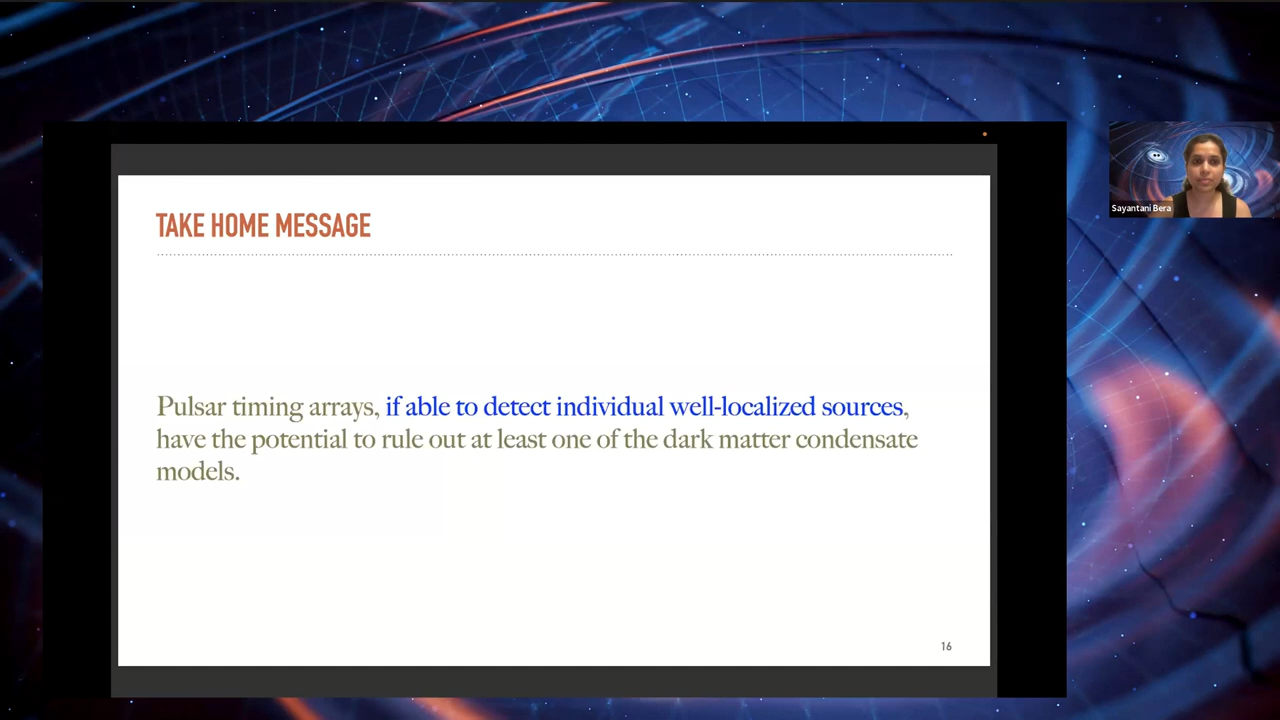 TAKE HOME MESSAGE
Pulsar timing arrays, if able to detect individual well-localized sources,
have the potential to rule out at least one of the dark matter condensate
models.
16
Sayantani Bera